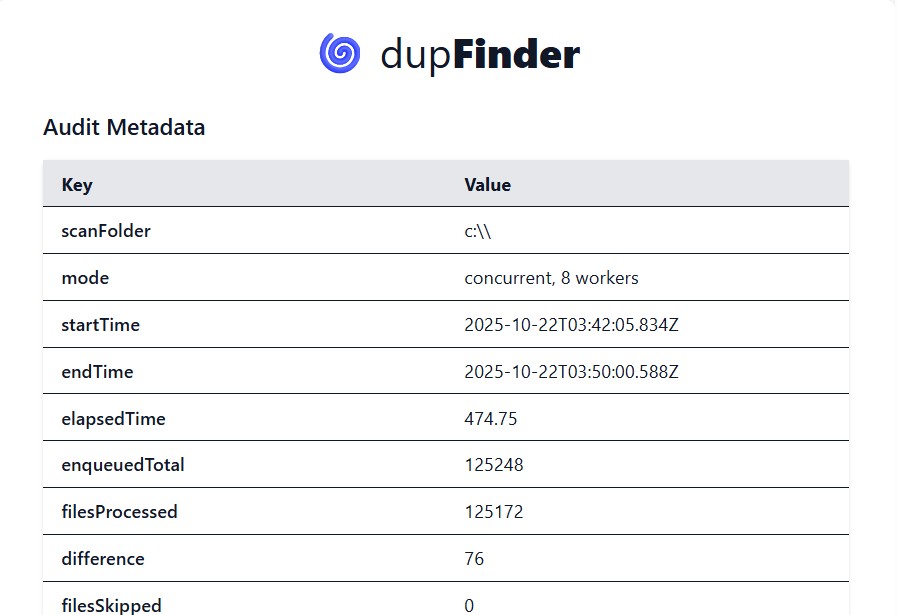 dupFinder
Audit Metadata
Key Value
scanFolder c:\\
mode concurrent, 8 workers
startTime 2025-10-22T03:42:05.834Z
endTime 2025-10-22T03:50:00.588Z
elapsedTime 474.75
enqueuedTotal 125248
filesProcessed 125172
difference 76
filesSkipped 0